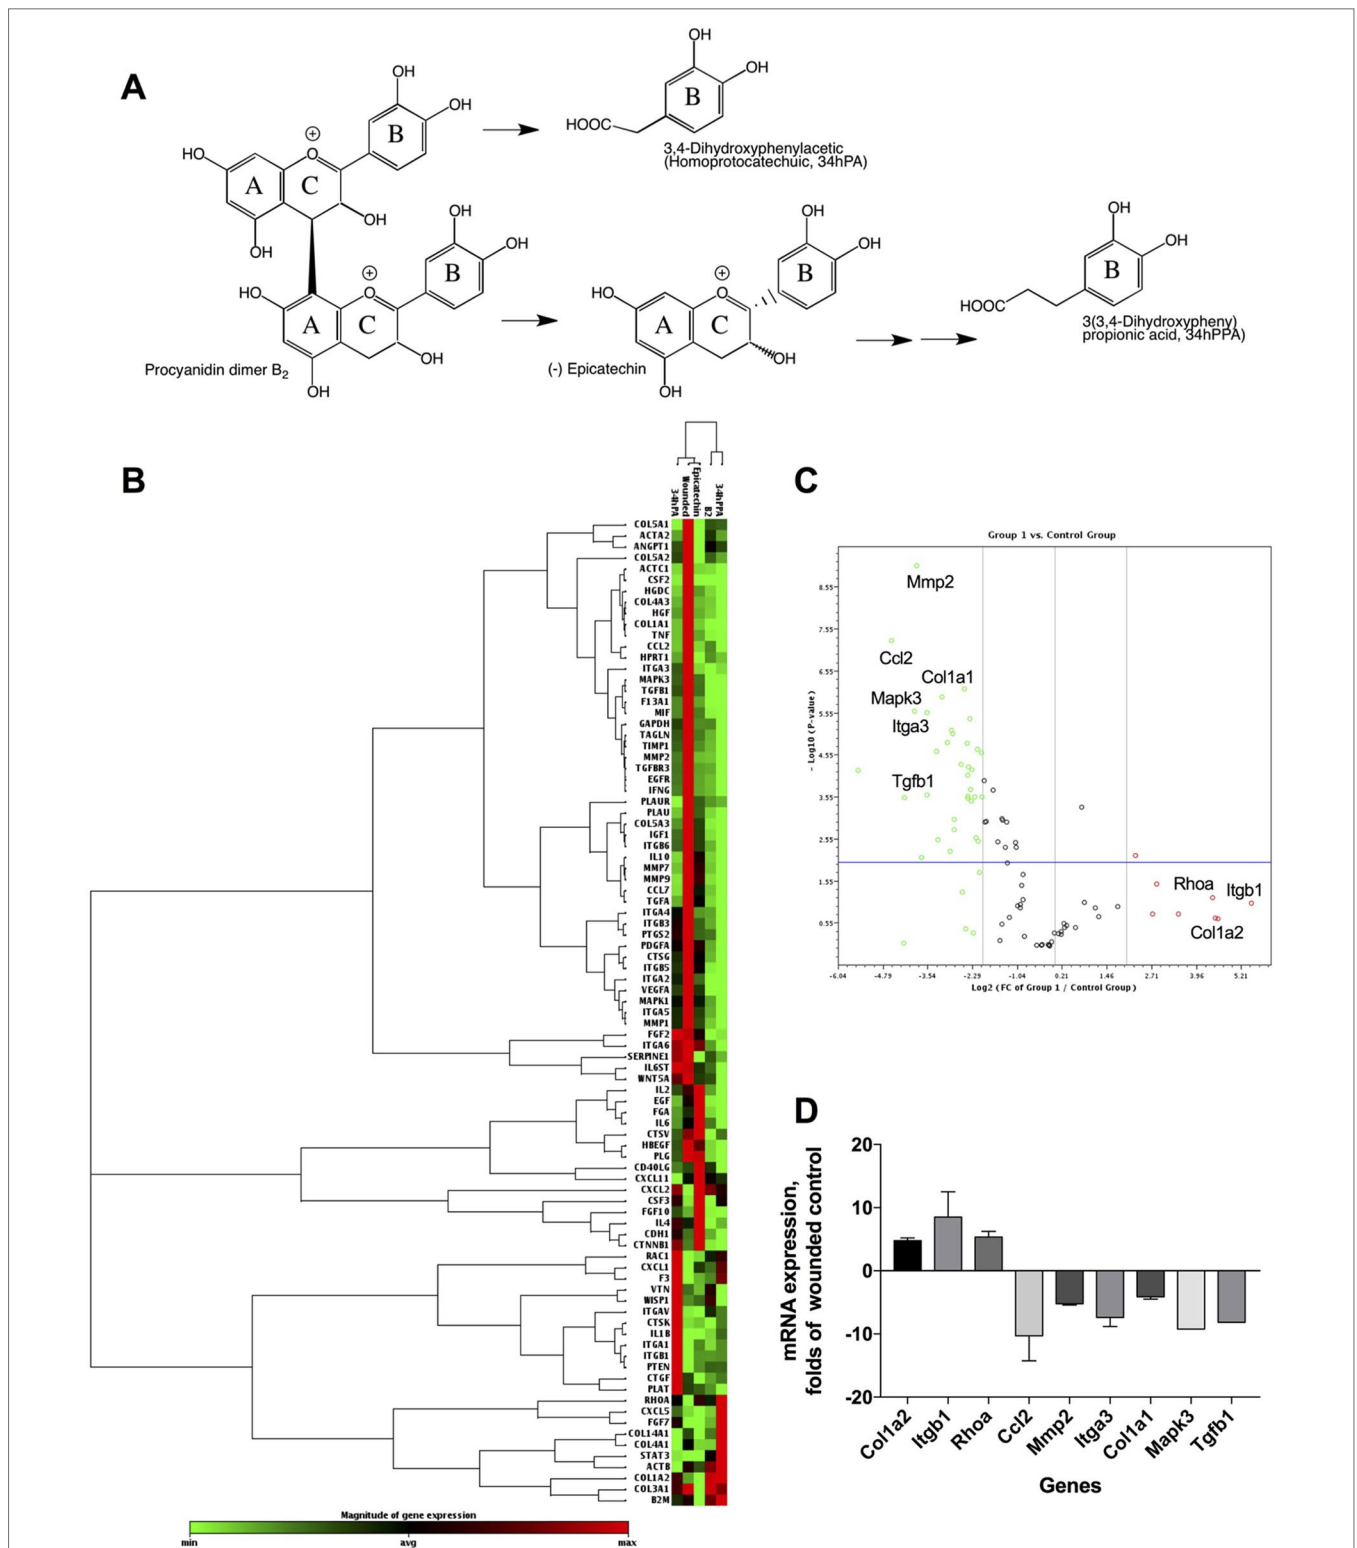 A
OH
OH
B
HOOC
3,4-Dihydroxyphenylacetic
(Homoprotocatechuic, 34hPA)
OH
OH
B
HO
O
+
A
C
OH
OH
OH
OH
B
HO
O
+
A
C
OH
OH
Procyanidin dimer B2
OH
OH
B
HO
O
+
A
C
OH
OH
(-) Epicatechin
OH
OH
B
HOOC
3(3,4-Dihydroxypheny)
propionic acid, 34hPPA)
B
34hPA
Wounded
Epicatechin
B2
34hPPA
COL5A1
ACTA2
ANGPT1
COL5A2
ACTC1
CSF2
HGDC
COL4A3
HGF
COL1A1
TNF
CCL2
HPRT1
ITGA3
MAPK3
TGFB1
F13A1
MIF
GAPDH
TAGLN
TIMP1
MMP2
TGFBR3
EGFR
IFNG
PLAUR
PLAU
COL5A3
IGF1
ITGB6
IL10
MMP7
MMP9
CCL7
TGFA
ITGA4
ITGB3
PTGS2
PDGFA
CTSG
ITGB5
ITGA2
VEGFA
MAPK1
ITGA5
MMP1
FGF2
ITGA6
SERPINE1
IL6ST
WNT5A
IL2
EGF
FGA
IL6
CTSV
HBEGF
PLG
CD40LG
CXCL11
CXCL2
CSF3
FGF10
IL4
CDH1
CTNNB1
RAC1
CXCL1
F3
VTN
WISP1
ITGAV
CTSK
IL1B
ITGA1
ITGB1
PTEN
CTGF
PLAT
RHOA
CXCL5
FGF7
COL14A1
COL4A1
STAT3
ACTB
COL1A2
COL3A1
B2M
Magnitude of gene expression
min avg max
C
Group 1 vs. Control Group
- Log10 (P-value)
8.55
7.55
6.55
5.55
4.55
3.55
2.55
1.55
0.55
Mmp2
Ccl2
Col1a1
Mapk3
Itga3
Tgfb1
Rhoa
Itgb1
Col1a2
-6.04 -4.79 -3.54 -2.29 -1.04 0.21 1.46 2.71 3.96 5.21
Log2 (FC of Group 1 / Control Group)
D
mRNA expression,
folds of wounded control
20
10
0
-10
-20
Col1a2
Itgb1
Rhoa
Ccl2
Mmp2
Itga3
Col1a1
Mapk3
Tgfb1
Genes